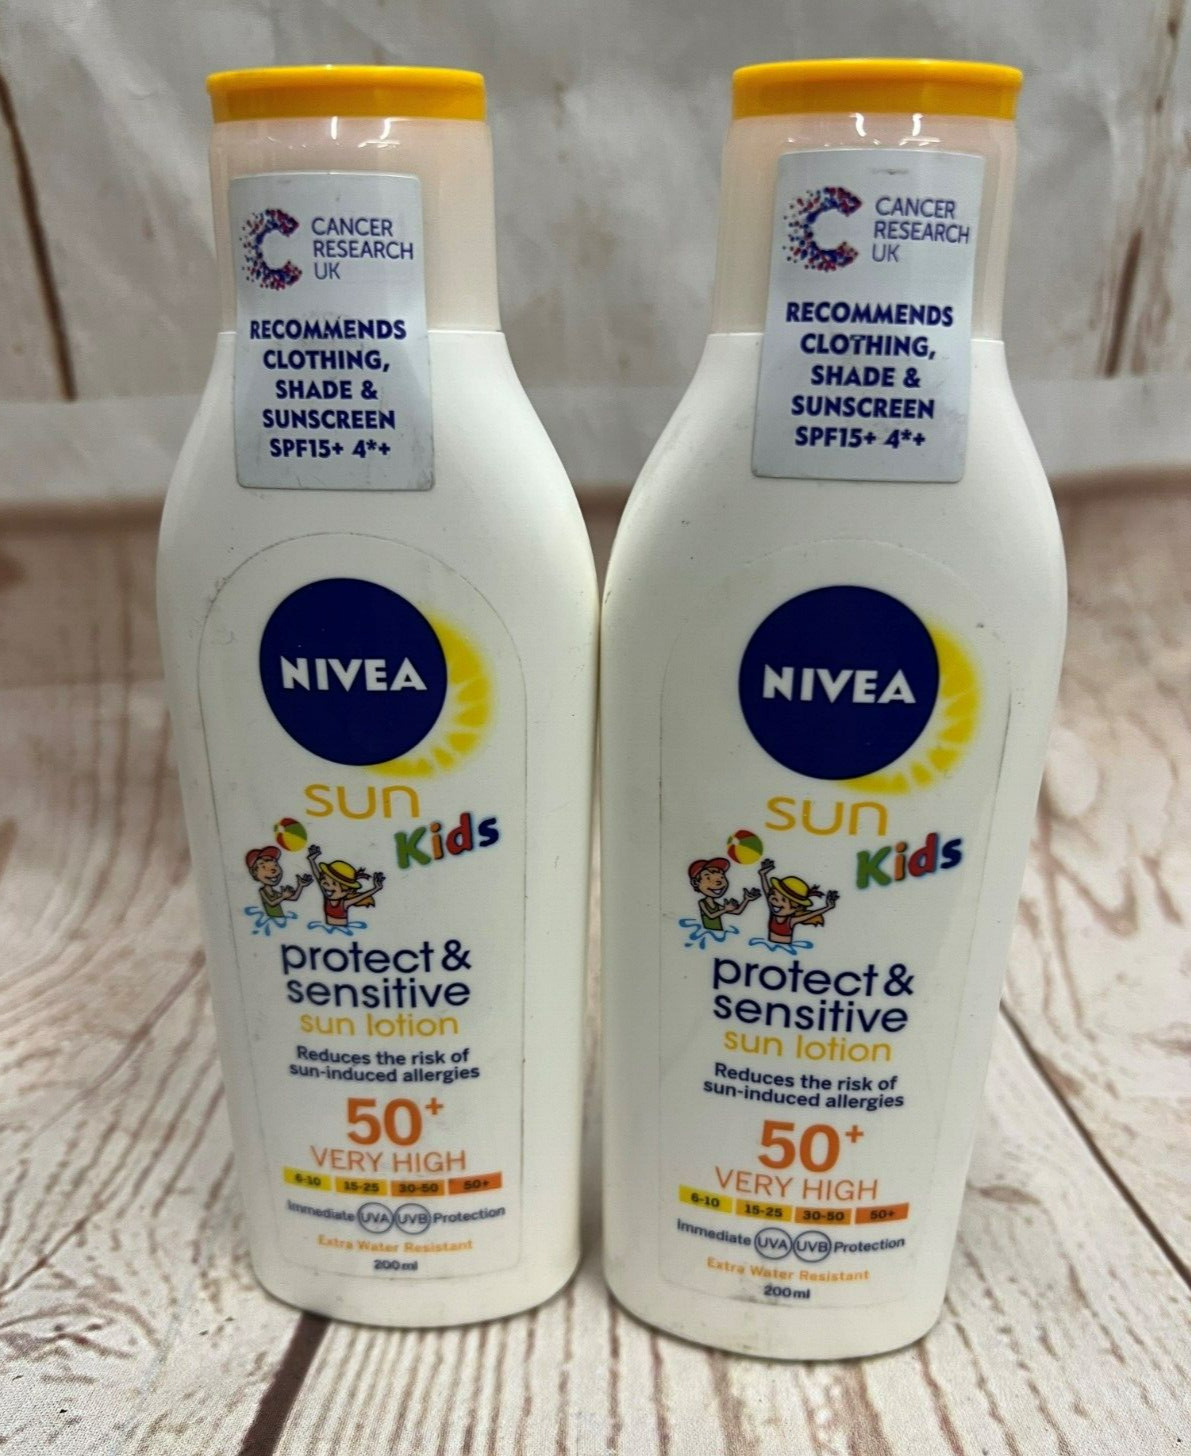 CANCER
RESEARCH
UK
RECOMMENDS
CLOTHING,
SHADE &
SUNSCREEN
SPF15+ 4*+
NIVEA
sun
Kids
protect &
sensitive
sun lotion
Reduces the risk of
sun-induced allergies
50+
VERY HIGH
6-10 15-25 30-50 50+
Immediate UVA UVB Protection
Extra Water Resistant
200ml
CANCER
RESEARCH
UK
RECOMMENDS
CLOTHING,
SHADE &
SUNSCREEN
SPF15+ 4*+
NIVEA
sun
Kids
protect &
sensitive
sun lotion
Reduces the risk of
sun-induced allergies
50+
VERY HIGH
6-10 15-25 30-50 50+
Immediate UVA UVB Protection
Extra Water Resistant
200ml